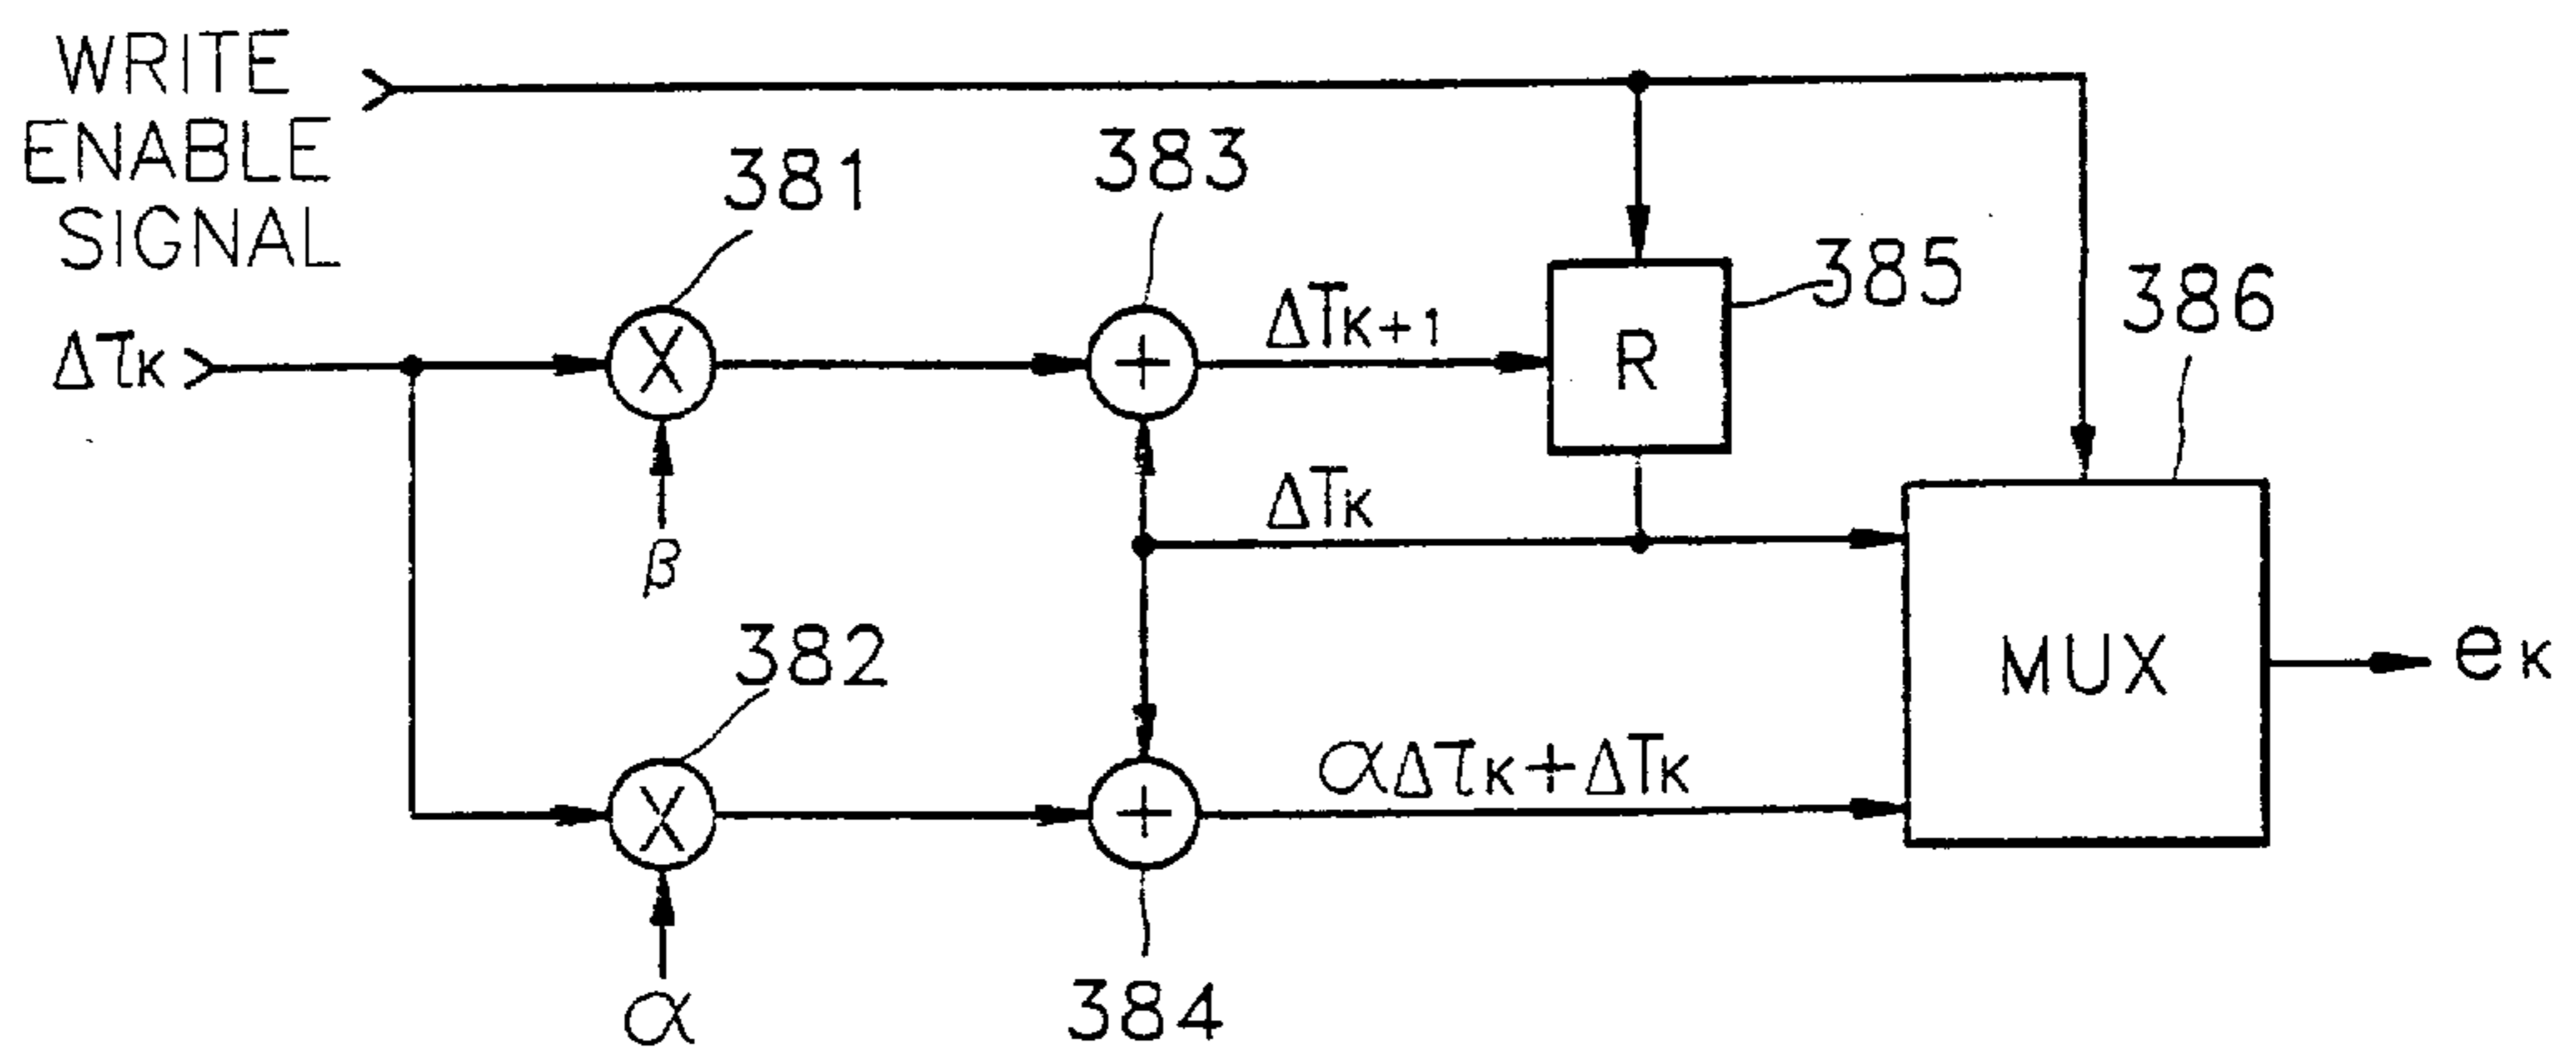 WRITE
ENABLE
SIGNAL
381
383
385
386
ΔτK
ΔTK+1
R
β
ΔTK
382
MUX
eK
αΔτK+ΔTK
α
384